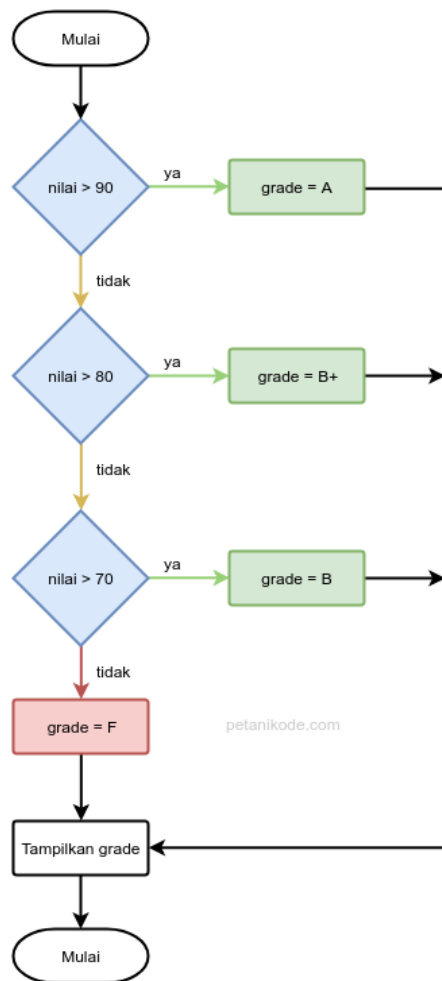 Mulai
nilai > 90
ya
grade = A
tidak
nilai > 80
ya
grade = B+
tidak
nilai > 70
ya
grade = B
tidak
grade = F
petanikode.com
Tampilkan grade
Mulai